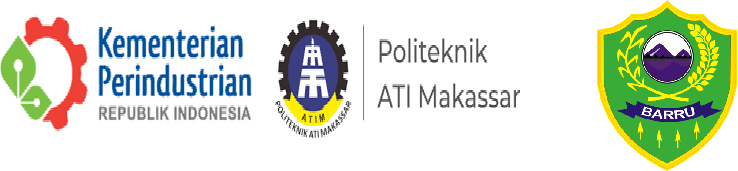 Kementerian
Perindustrian
REPUBLIK INDONESIA
ATIM
POLITEKNIK ATI MAKASSAR
Politeknik
ATI Makassar
BARRU